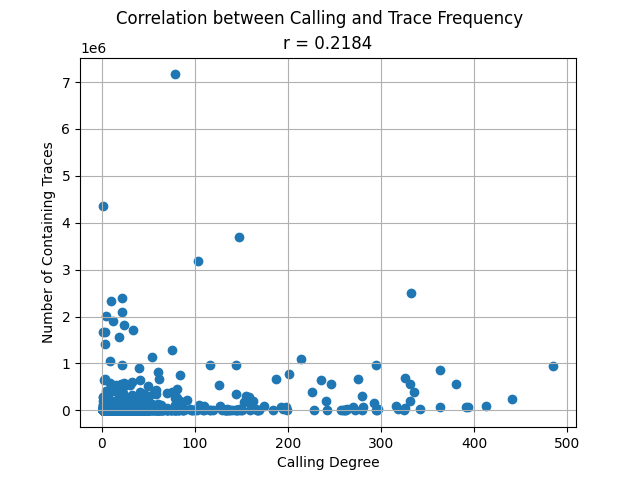 Correlation between Calling and Trace Frequency
r = 0.2184
1e6
7
6
5
4
3
2
1
0
Number of Containing Traces
0 100 200 300 400 500
Calling Degree